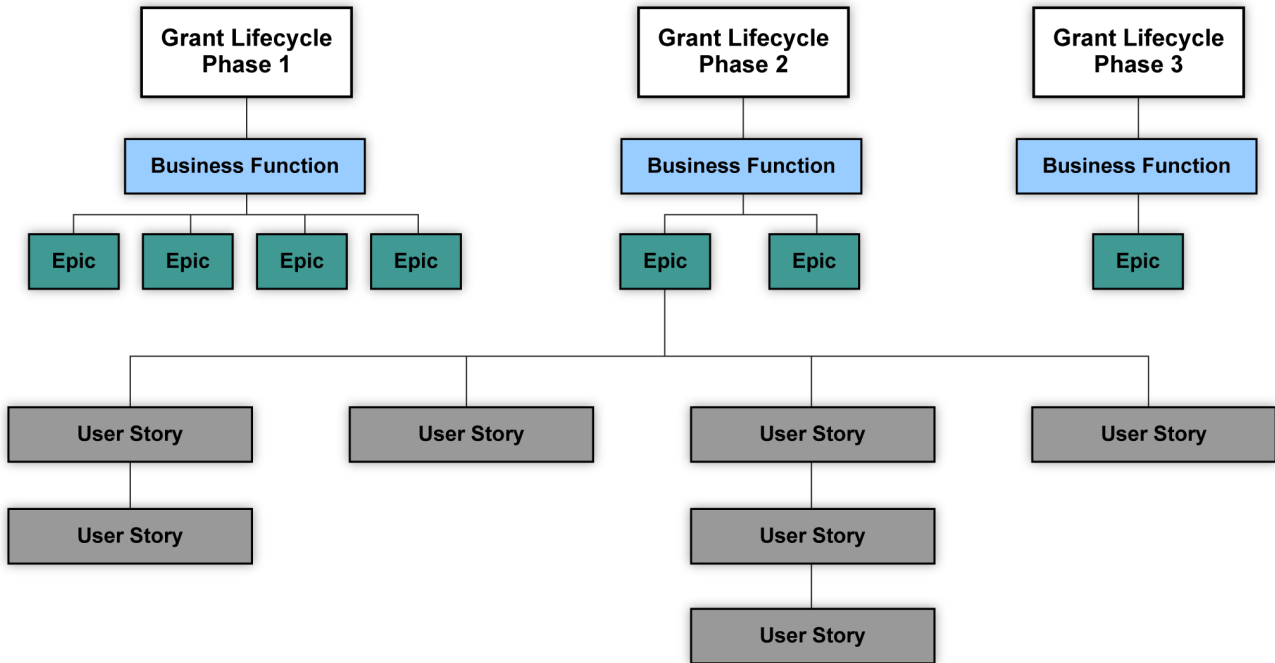 Grant Lifecycle
Phase 1
Grant Lifecycle
Phase 2
Grant Lifecycle
Phase 3
Business Function
Business Function
Business Function
Epic
Epic
Epic
Epic
Epic
Epic
Epic
User Story
User Story
User Story
User Story
User Story
User Story
User Story